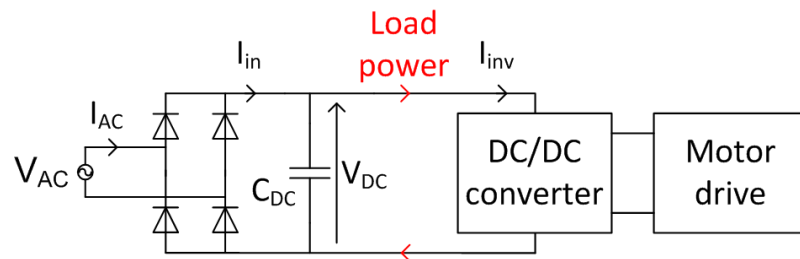 Load
power
I_in
I_inv
I_AC
V_AC
C_DC
V_DC
DC/DC
converter
Motor
drive